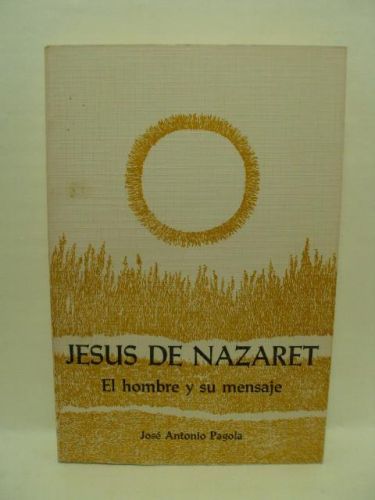 JESUS DE NAZARET
El hombre y su mensaje
José Antonio Pagola